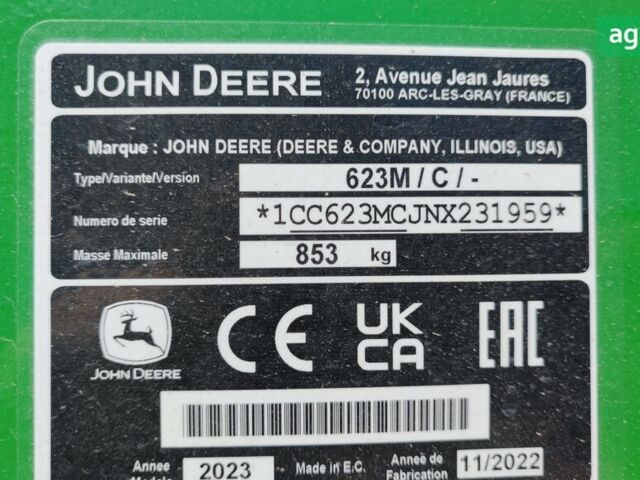 ag
JOHN DEERE
2, Avenue Jean Jaures
70100 ARC-LES-GRAY (FRANCE)
Marque : JOHN DEERE (DEERE & COMPANY, ILLINOIS, USA)
Type/Variante/Version 623M / C / -
Numero de serie *1CC623MCJNX231959*
Masse Maximale 853 kg
JOHN DEERE
CE UK CA EAC
Annee Modele 2023 Made in E.C. Année de Fabrication 11/2022